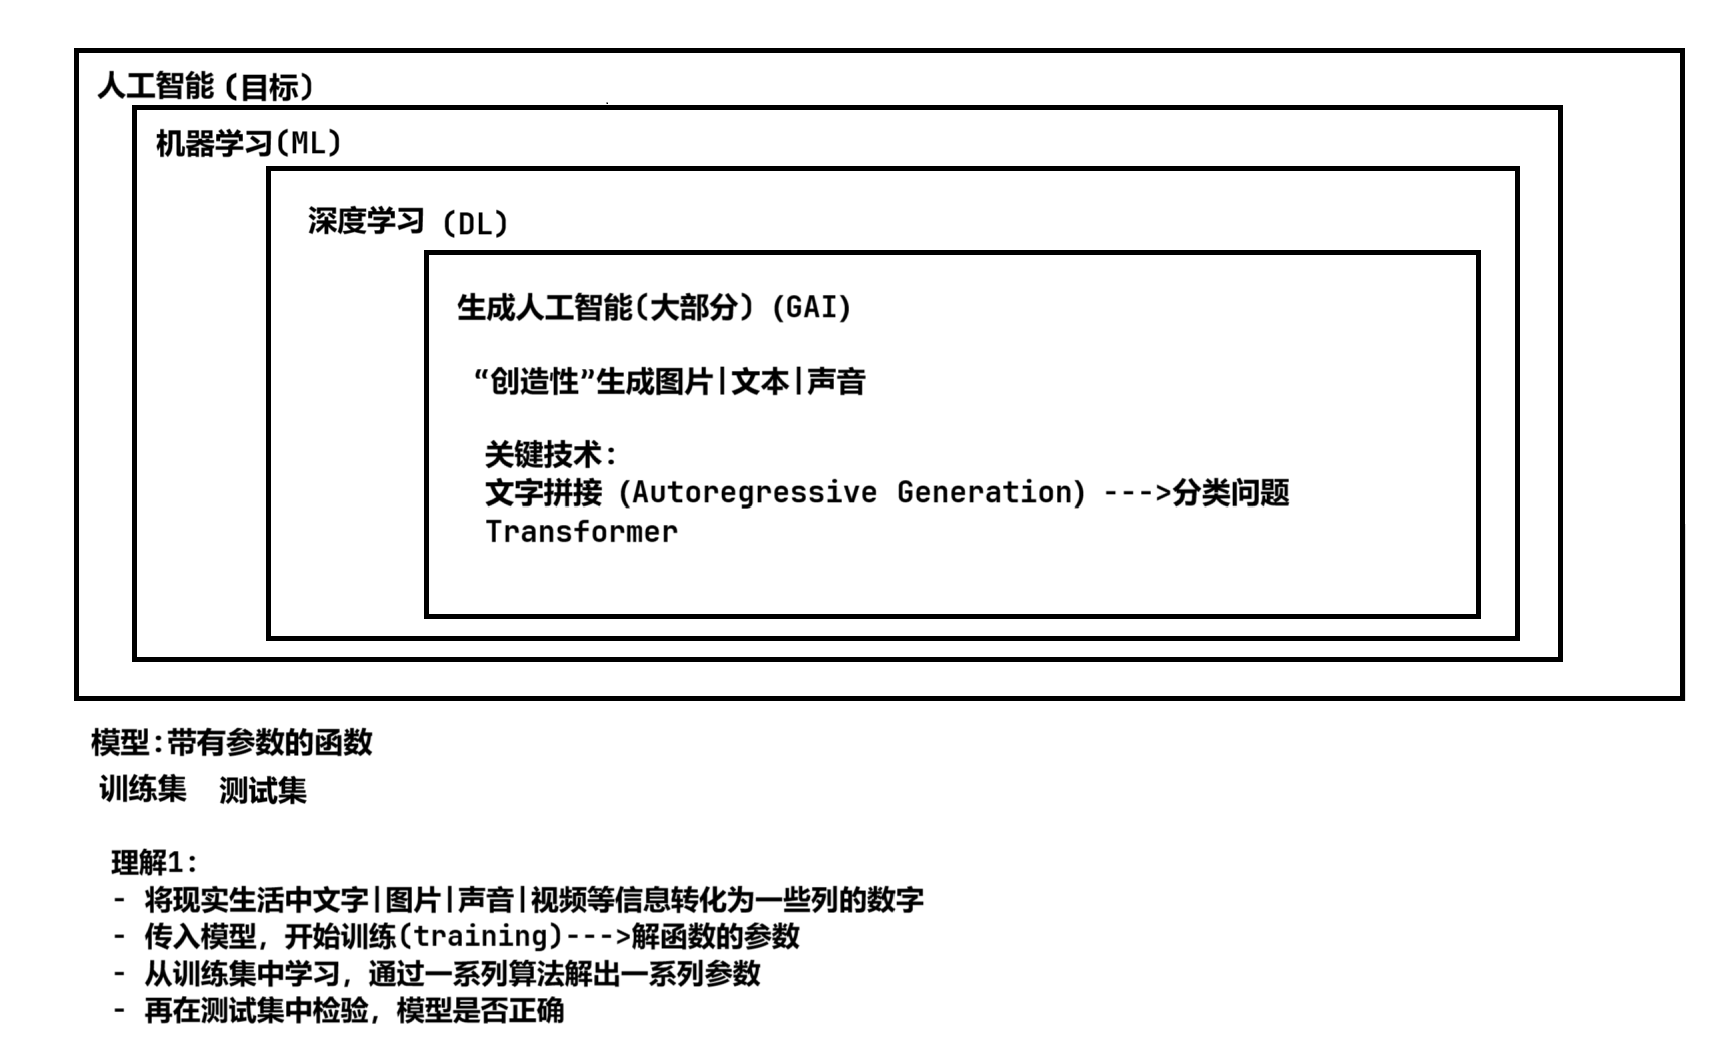 人工智能 (目标)
机器学习(ML)
深度学习 (DL)
生成人工智能(大部分) (GAI)
“创造性”生成图片|文本|声音
关键技术:
文字拼接 (Autoregressive Generation) --->分类问题
Transformer
模型:带有参数的函数
训练集 测试集
理解1:
- 将现实生活中文字|图片|声音|视频等信息转化为一些列的数字
- 传入模型, 开始训练(training)--->解函数的参数
- 从训练集中学习, 通过一系列算法解出一系列参数
- 再在测试集中检验, 模型是否正确